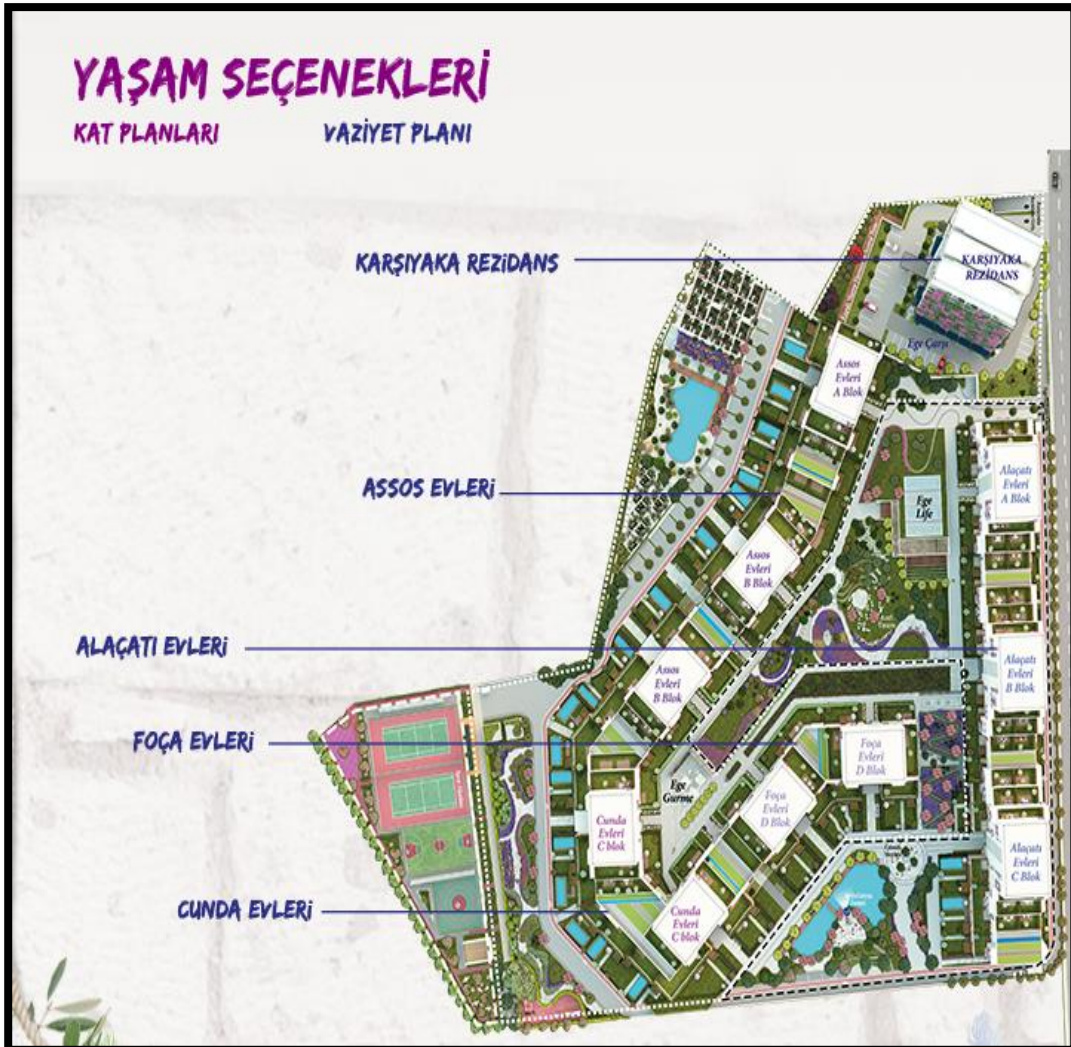 YAŞAM SEÇENEKLERİ
KAT PLANLARI
VAZİYET PLANI
KARŞIYAKA REZİDANS
KARŞIYAKA
REZİDANS
Ege Çarşı
Assos
Evleri
A Blok
ASSOS EVLERİ
Ege
Life
Alaçatı
Evleri
A Blok
Assos
Evleri
B Blok
ALAÇATI EVLERİ
Assos
Evleri
B Blok
Alaçatı
Evleri
B Blok
FOÇA EVLERİ
Foça
Evleri
D Blok
Ege
Gurme
Foça
Evleri
D Blok
Cunda
Evleri
C blok
Alaçatı
Evleri
C Blok
CUNDA EVLERİ
Cunda
Evleri
C blok